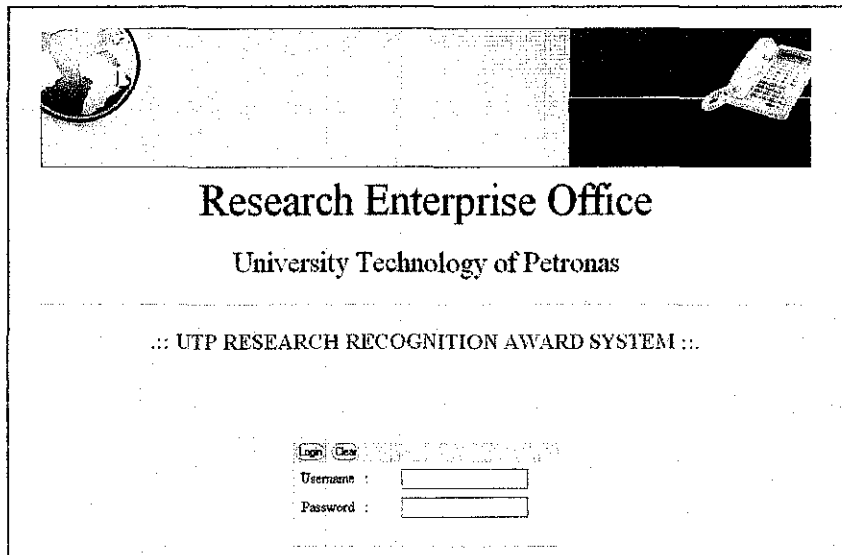 Research Enterprise Office
University Technology of Petronas
.:: UTP RESEARCH RECOGNITION AWARD SYSTEM ::.
Login Clear
Username :
Password :